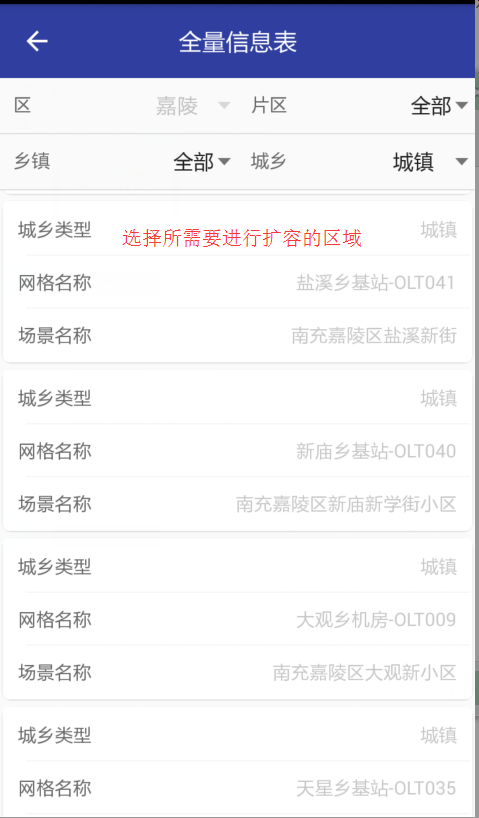 全量信息表
区 嘉陵 片区 全部
乡镇 全部 城乡 城镇
城乡类型 城镇
选择所需要进行扩容的区域
网格名称 盐溪乡基站-OLT041
场景名称 南充嘉陵区盐溪新街
城乡类型 城镇
网格名称 新庙乡基站-OLT040
场景名称 南充嘉陵区新庙新学街小区
城乡类型 城镇
网格名称 大观乡机房-OLT009
场景名称 南充嘉陵区大观新小区
城乡类型 城镇
网格名称 天星乡基站-OLT035